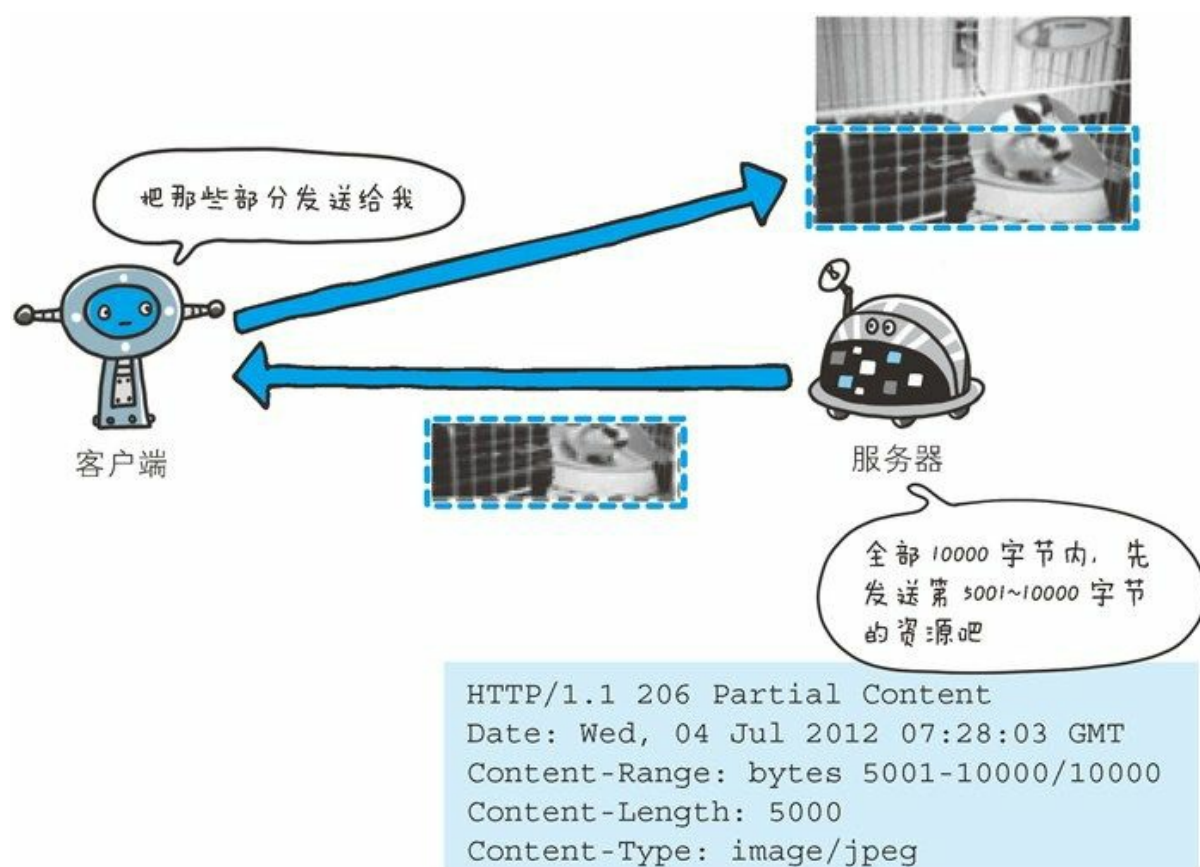 把那些部分发送给我
客户端
服务器
全部 10000 字节内，先
发送第 5001~10000 字节
的资源吧
HTTP/1.1 206 Partial Content
Date: Wed, 04 Jul 2012 07:28:03 GMT
Content-Range: bytes 5001-10000/10000
Content-Length: 5000
Content-Type: image/jpeg